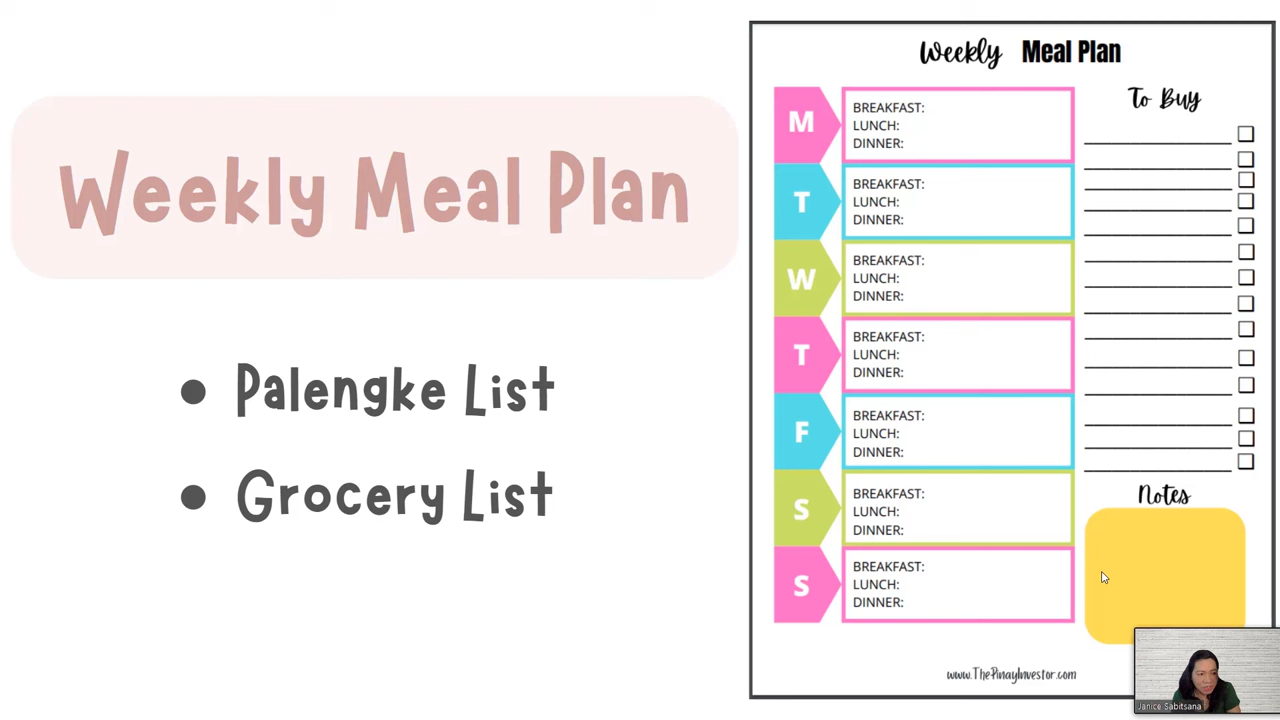 Weekly Meal Plan
Palengke List
Grocery List
Weekly Meal Plan
M
BREAKFAST:
LUNCH:
DINNER:
T
BREAKFAST:
LUNCH:
DINNER:
W
BREAKFAST:
LUNCH:
DINNER:
T
BREAKFAST:
LUNCH:
DINNER:
F
BREAKFAST:
LUNCH:
DINNER:
S
BREAKFAST:
LUNCH:
DINNER:
S
BREAKFAST:
LUNCH:
DINNER:
To Buy
Notes
www.ThePinayInvestor.com
Janice Sabitsana